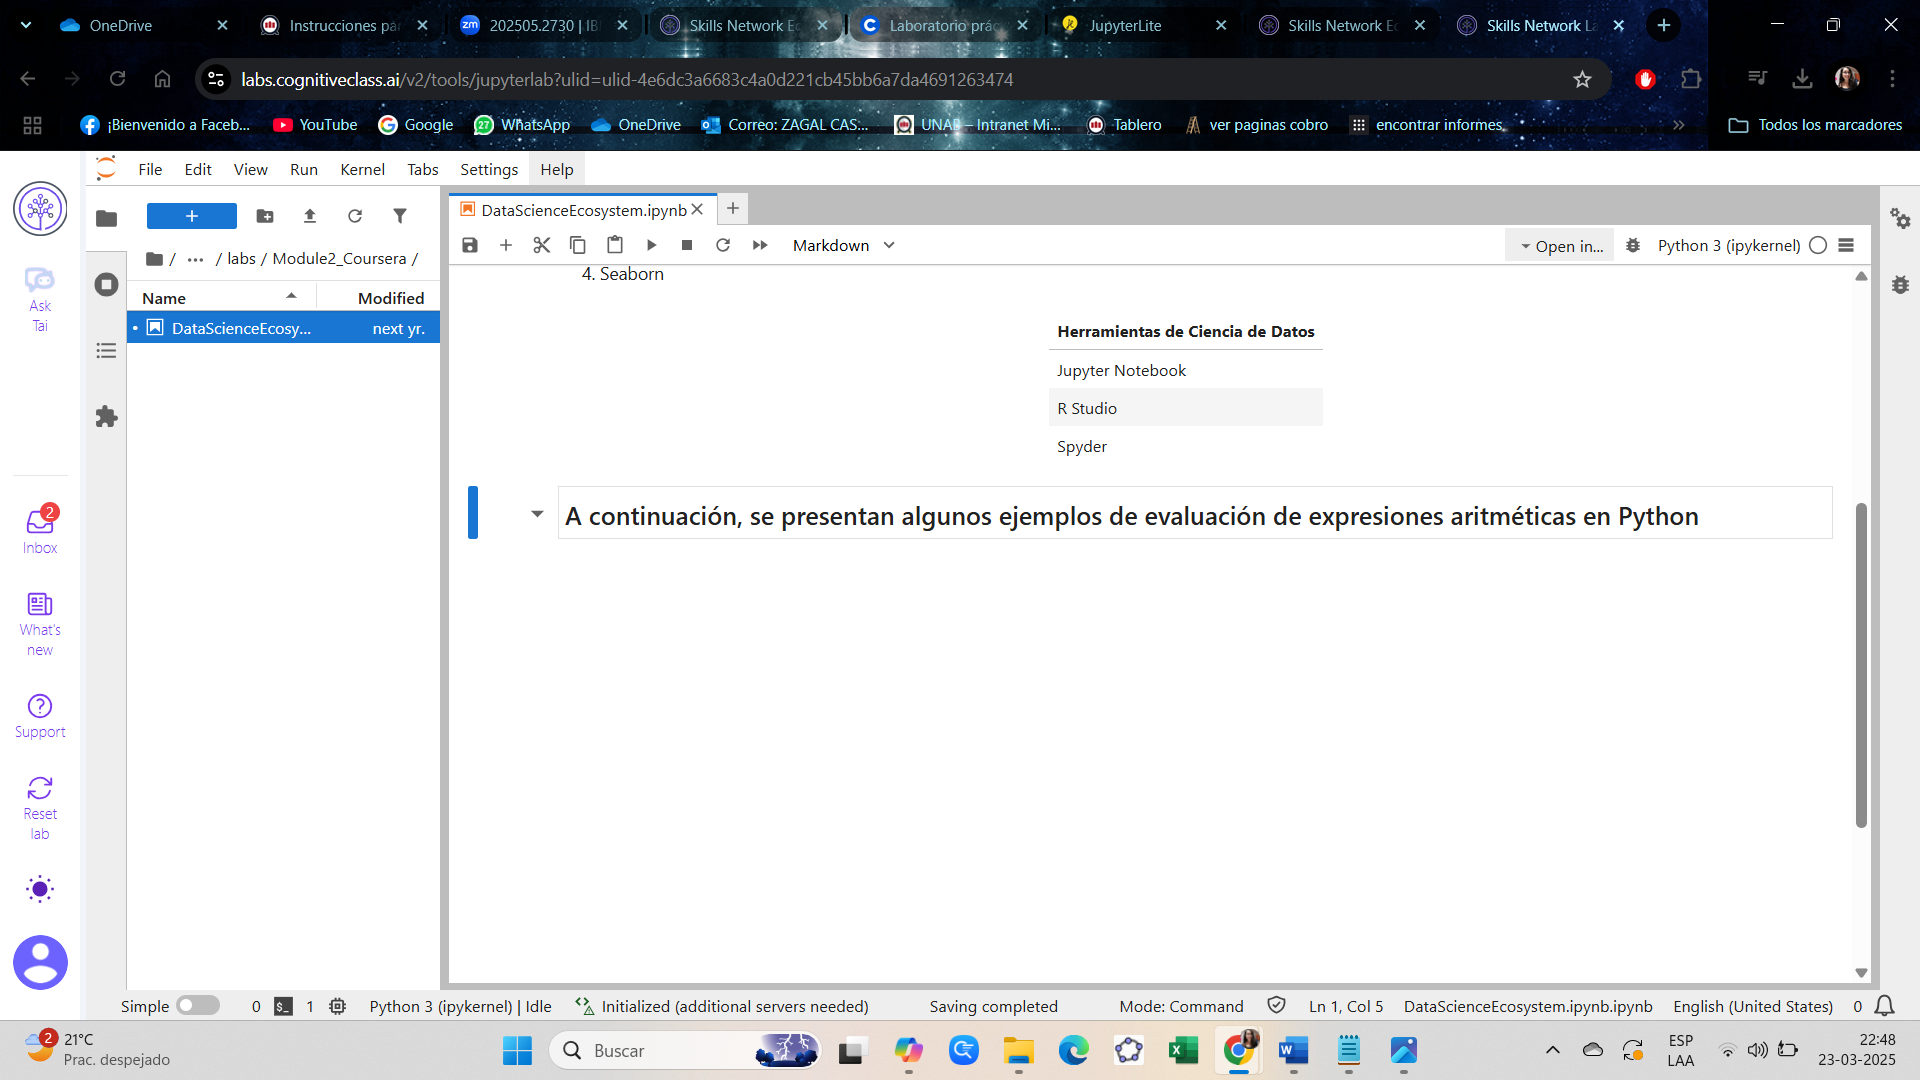 OneDrive
Instrucciones par
zm 202505.2730 | IB
Skills Network Ec
C Laboratorio prác
JupyterLite
Skills Network Ec
Skills Network La
labs.cognitiveclass.ai/v2/tools/jupyterlab?ulid=ulid-4e6dc3a6683c4a0d221cb45bb6a7da4691263474
¡Bienvenido a Faceb...
YouTube
Google
27 WhatsApp
OneDrive
Correo: ZAGAL CAS:...
UNAB – Intranet Mi...
Tablero
ver paginas cobro
encontrar informes
Todos los marcadores
File Edit View Run Kernel Tabs Settings Help
Ask
Tai
2
Inbox
What's
new
Support
Reset
lab
/ ··· / labs / Module2_Coursera /
Name Modified
DataScienceEcosy... next yr.
DataScienceEcosystem.ipynb
Markdown
Open in...
Python 3 (ipykernel)
4. Seaborn
Herramientas de Ciencia de Datos
Jupyter Notebook
R Studio
Spyder
A continuación, se presentan algunos ejemplos de evaluación de expresiones aritméticas en Python
Simple 0 $_ 1 Python 3 (ipykernel) | Idle Initialized (additional servers needed) Saving completed Mode: Command Ln 1, Col 5 DataScienceEcosystem.ipynb.ipynb English (United States) 0
2
21°C
Prac. despejado
Buscar
ESP
LAA
22:48
23-03-2025